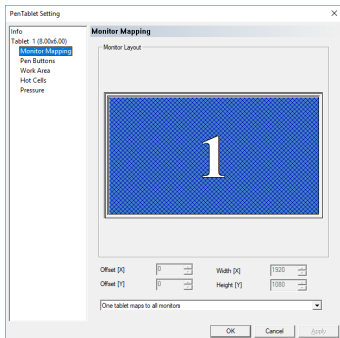 PenTablet Setting
Info
Tablet 1 (8.00x6.00)
Monitor Mapping
Pen Buttons
Work Area
Hot Cells
Pressure
Monitor Mapping
Monitor Layout
1
Offset [X] 0 Width [X] 1920
Offset [Y] 0 Height [Y] 1080
One tablet maps to all monitors
OK Cancel Apply